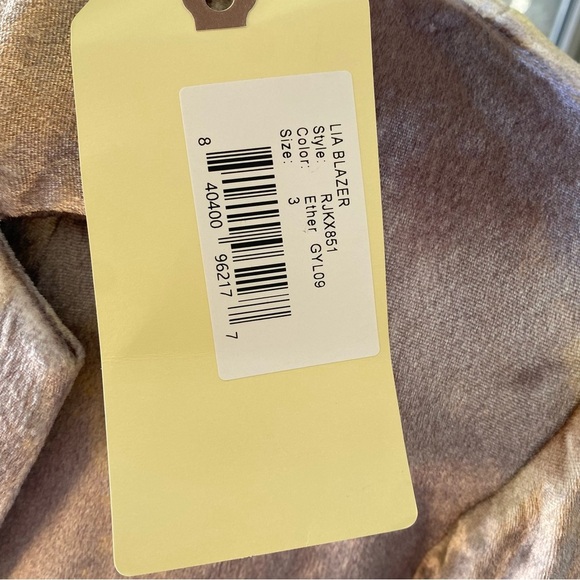 LIA BLAZER
Style: RJKX851
Color: Ether GYL09
Size: 3
8 40400 96217 7